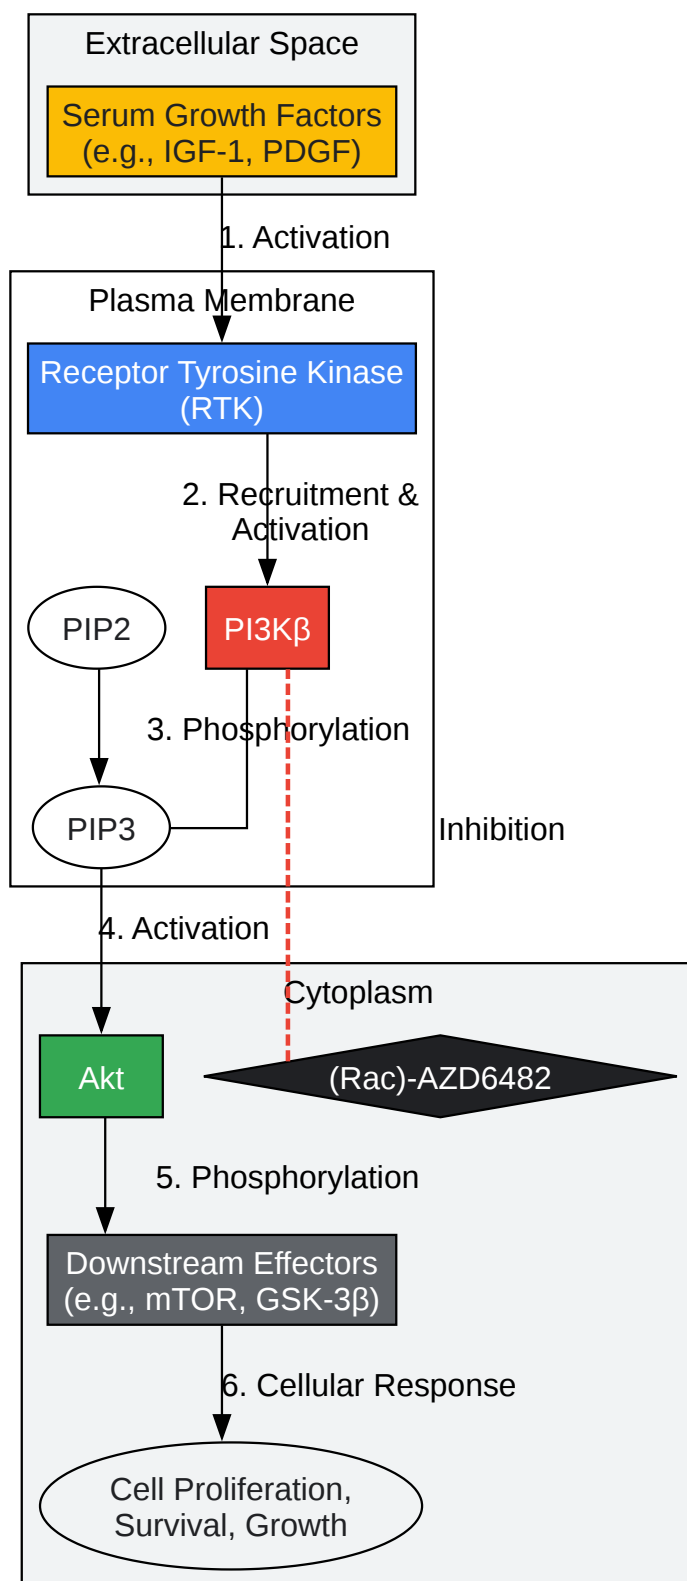 Extracellular Space
Serum Growth Factors
(e.g., IGF-1, PDGF)
1. Activation
Plasma Membrane
Receptor Tyrosine Kinase
(RTK)
2. Recruitment &
Activation
PIP2
PI3Kβ
3. Phosphorylation
PIP3
Inhibition
4. Activation
Cytoplasm
Akt
(Rac)-AZD6482
5. Phosphorylation
Downstream Effectors
(e.g., mTOR, GSK-3β)
6. Cellular Response
Cell Proliferation,
Survival, Growth